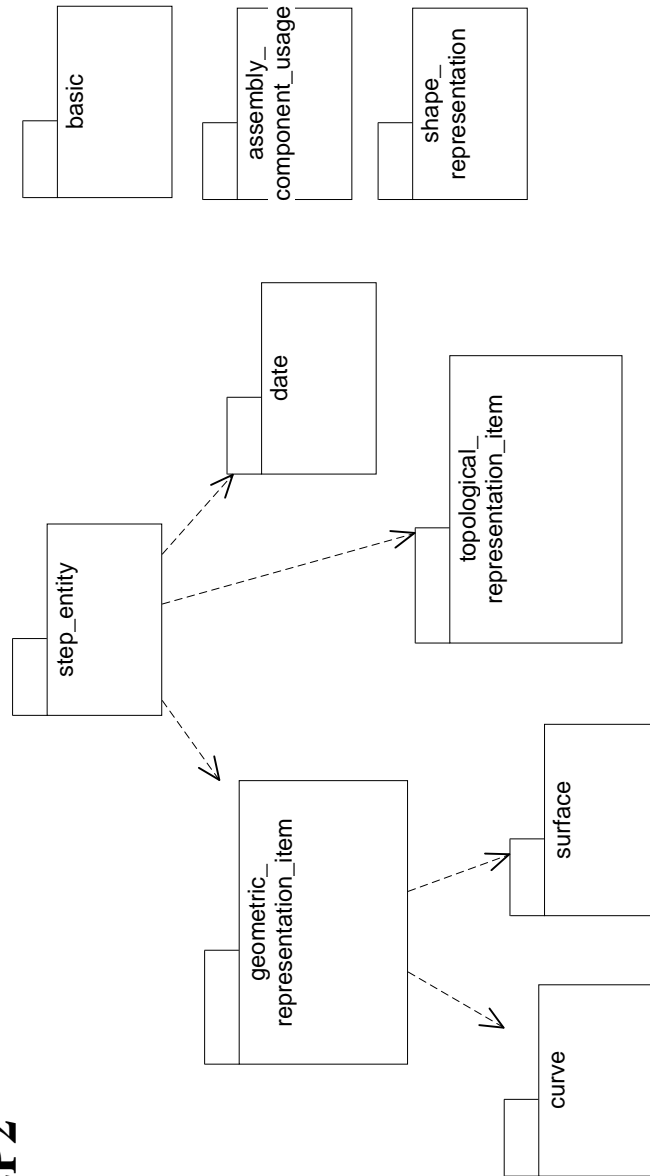 step_entity
basic
assembly_
component_usage
geometric_
representation_item
date
shape_
representation
topological_
representation_item
curve
surface